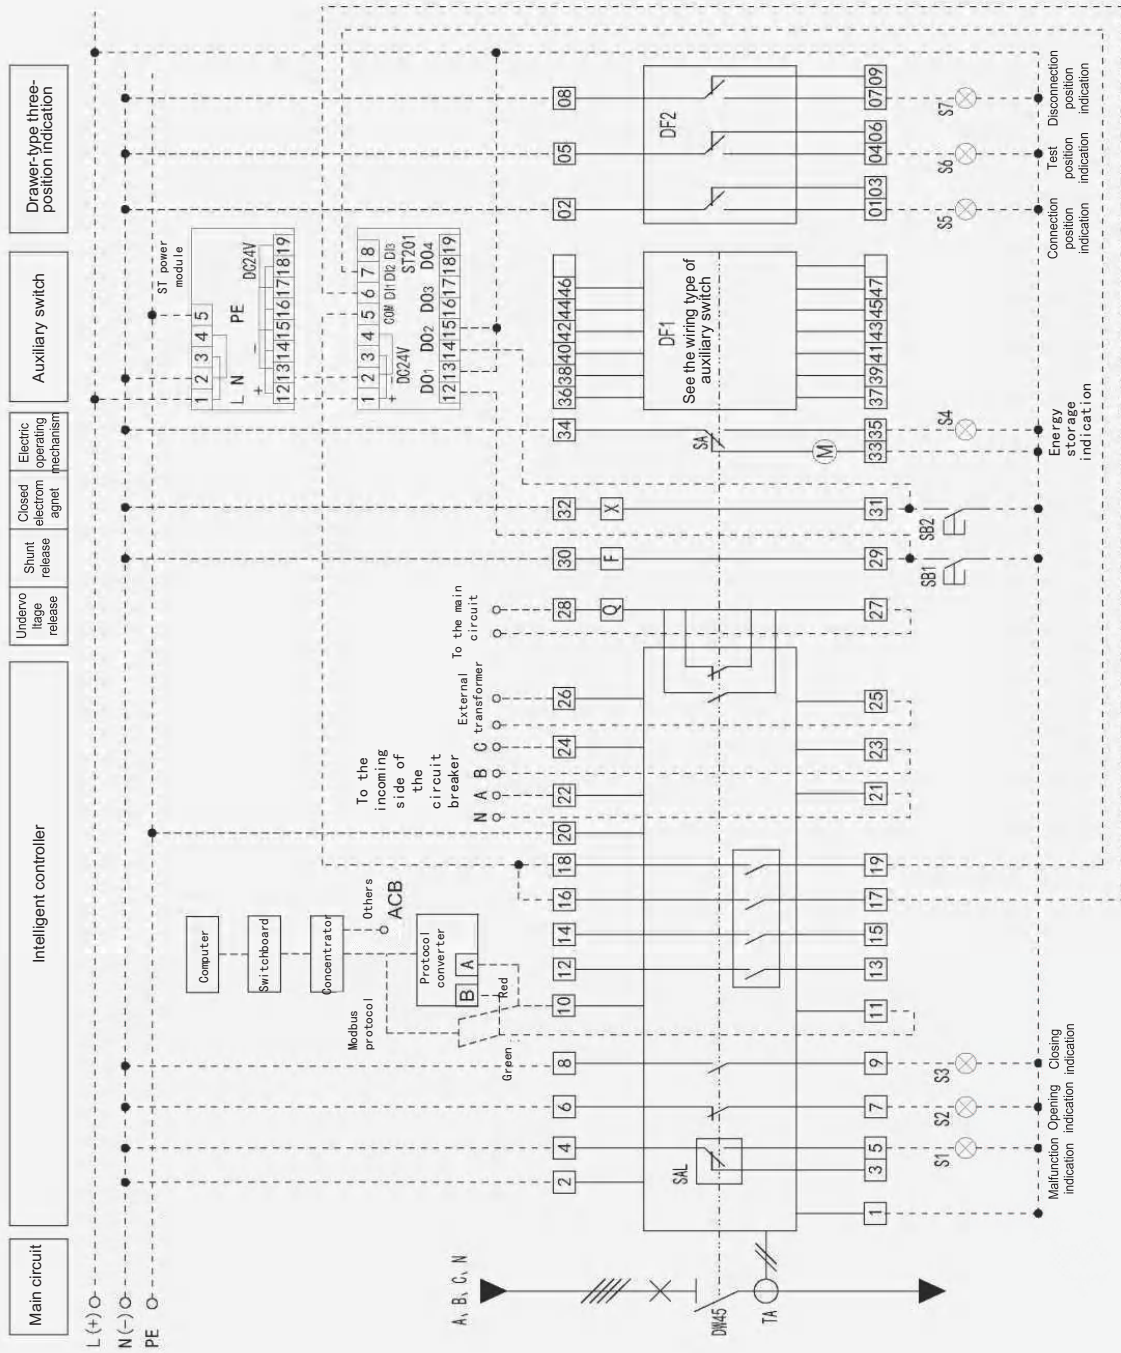 Main circuit
Intelligent controller
Undervo
ltage
release
Shunt
release
Closed
electrom
agnet
Electric
operating
mechanism
Auxiliary switch
Drawer-type three-
position indication
L(+)
N(-)
PE
Computer
Switchboard
Concentrator
Others
ACB
Protocol
converter
B
A
Modbus
protocol
Green
Red
To the
incoming
side of
the
circuit
breaker
N
A
B
C
External
transformer
To the main
circuit
ST power
module
1 2 3 4 5
L N PE
+ - DC24V
12 13 14 15 16 17 18 19
1 2 3 4 5 6 7 8
+ - COM DI1 DI2 DI3
DC24V
ST201
DO1 DO2 DO3 DO4
12 13 14 15 16 17 18 19
A、B、C、N
2
4
6
8
10
12
14
16
18
20
22
24
26
28
30
32
34
36 38 40 42 44 46
02
05
08
Q
F
X
SAL
DW45
TA
SA
M
DF1
See the wiring type of
auxiliary switch
DF2
1
3 5
7
9
11
13
15
17
19
21
23
25
27
29
31
33 35
37 39 41 43 45 47
01 03
04 06
07 09
S1
S2
S3
SB1
SB2
S4
S5
S6
S7
Malfunction
indication
Opening
indication
Closing
indication
Energy
storage
indication
Connection
position
indication
Test
position
indication
Disconnection
position
indication